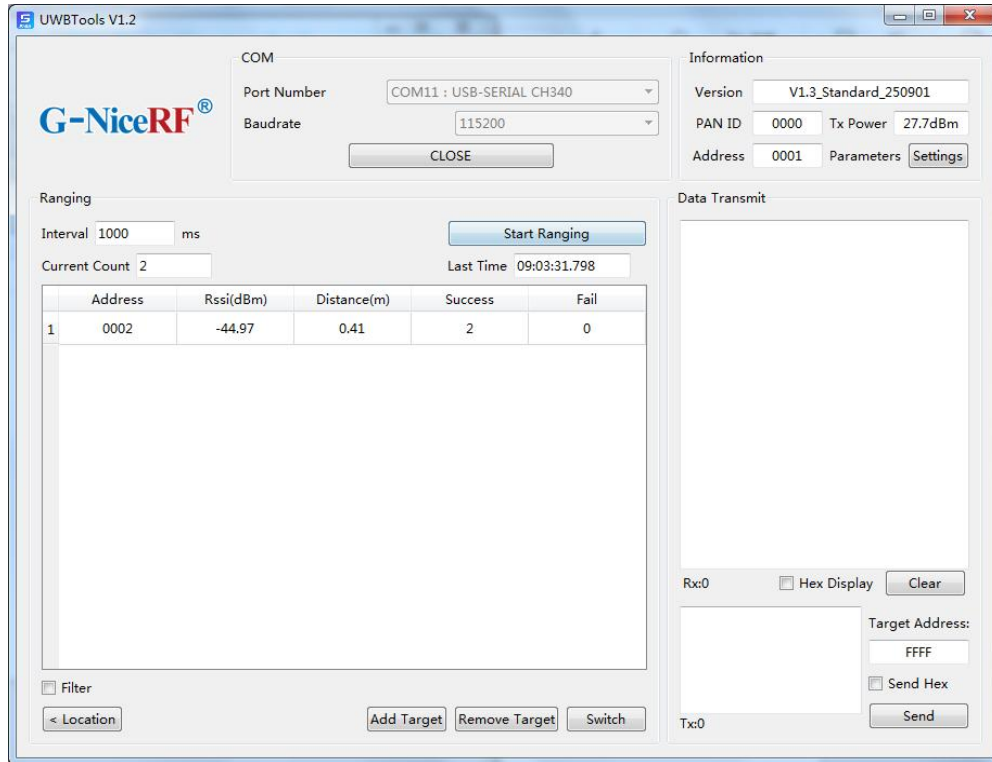 UWBTools V1.2
G-NiceRF®
COM
Port Number COM11 : USB-SERIAL CH340
Baudrate 115200
CLOSE
Information
Version V1.3_Standard_250901
PAN ID 0000 Tx Power 27.7dBm
Address 0001 Parameters Settings
Ranging
Interval 1000 ms
Start Ranging
Current Count 2
Last Time 09:03:31.798
Address Rssi(dBm) Distance(m) Success Fail
1 0002 -44.97 0.41 2 0
Filter
< Location Add Target Remove Target Switch
Data Transmit
Rx:0 Hex Display Clear
Target Address:
FFFF
Send Hex
Tx:0 Send